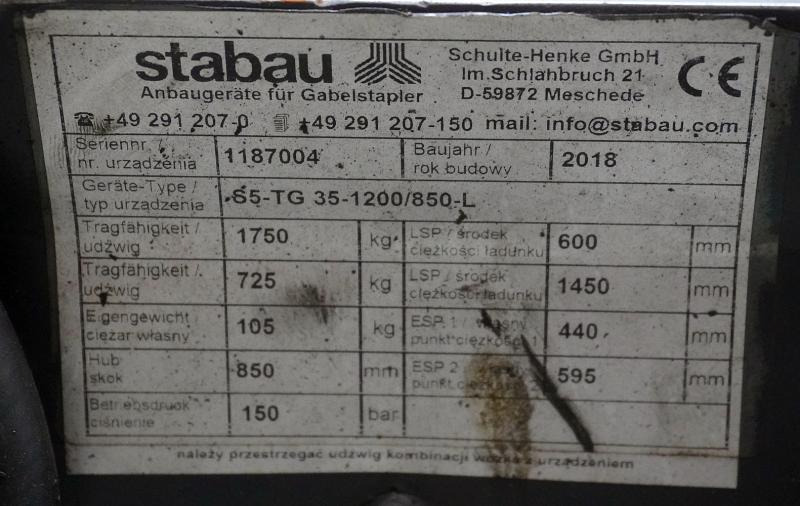 stabau
Anbaugeräte für Gabelstapler
Schulte-Henke GmbH
Im Schlahbruch 21
D-59872 Meschede
CE
☎ +49 291 207-0 +49 291 207-150 mail: info@stabau.com
Seriennr. / nr. urządzenia 1187004 Baujahr / rok budowy 2018
Geräte-Type / typ urządzenia S5-TG 35-1200/850-L
Tragfähigkeit / udźwig 1750 kg LSP / środek ciężkości ładunku 600 mm
Tragfähigkeit / udźwig 725 kg LSP / środek ciężkości ładunku 1450 mm
Eigengewicht ciężar własny 105 kg ESP 1 / własny punkt ciężkości 1 440 mm
Hub skok 850 mm ESP 2 punkt ciężkości 2 595 mm
Betriebsdruck ciśnienie 150 bar
należy przestrzegać udźwig kombinacji wózka z urządzeniem